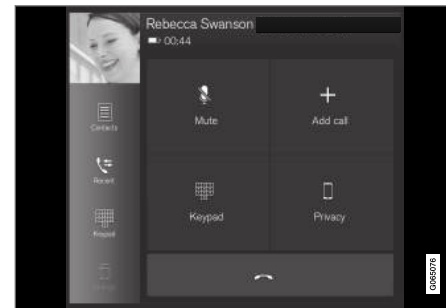 Rebecca Swanson
00:44
Mute
Add call
Contacts
Recent
Keypad
Keypad
Privacy
G065076